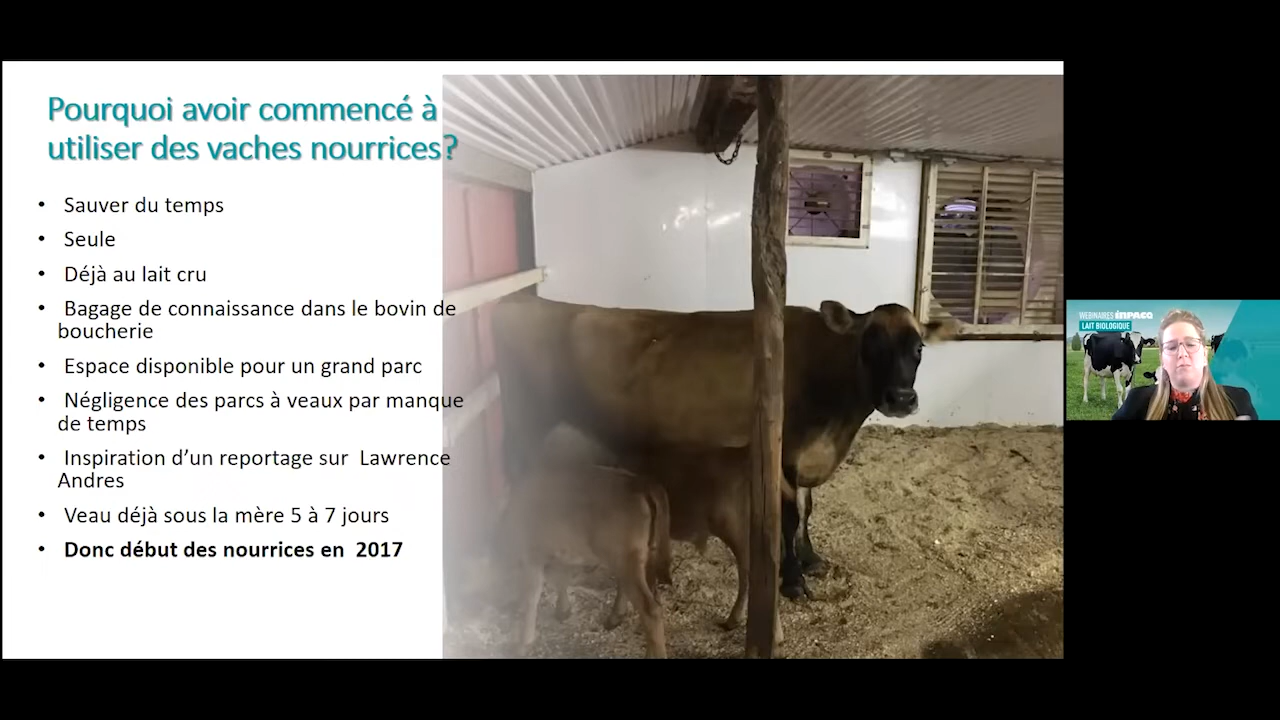 Pourquoi avoir commencé à
utiliser des vaches nourrices?
• Sauver du temps
• Seule
• Déjà au lait cru
• Bagage de connaissance dans le bovin de
boucherie
• Espace disponible pour un grand parc
• Négligence des parcs à veaux par manque
de temps
• Inspiration d’un reportage sur Lawrence
Andres
• Veau déjà sous la mère 5 à 7 jours
• Donc début des nourrices en 2017
WEBINAIRES INPACQ
LAIT BIOLOGIQUE